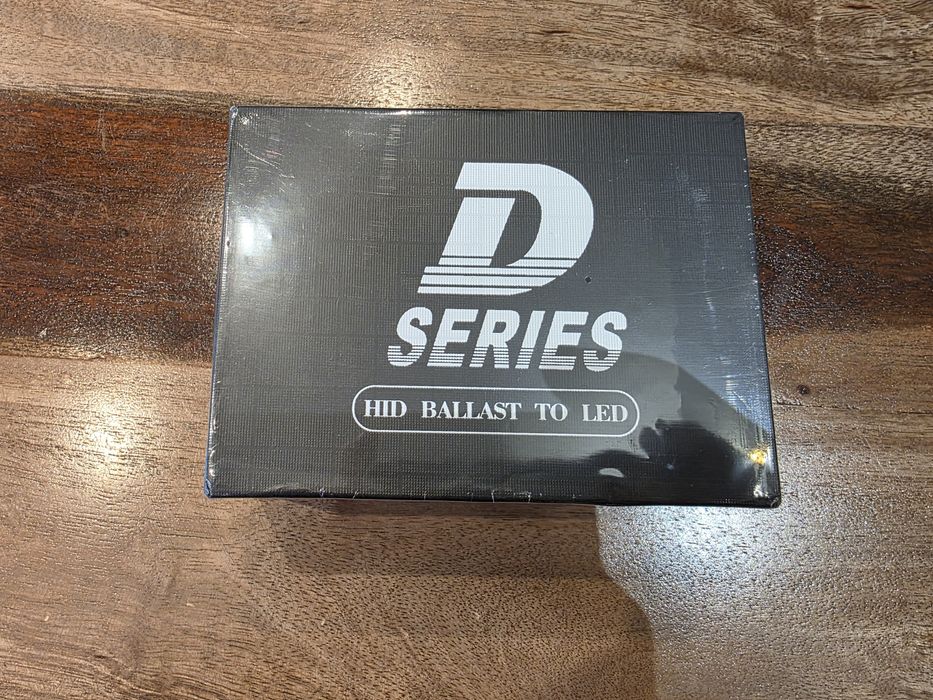 D
SERIES
HID BALLAST TO LED